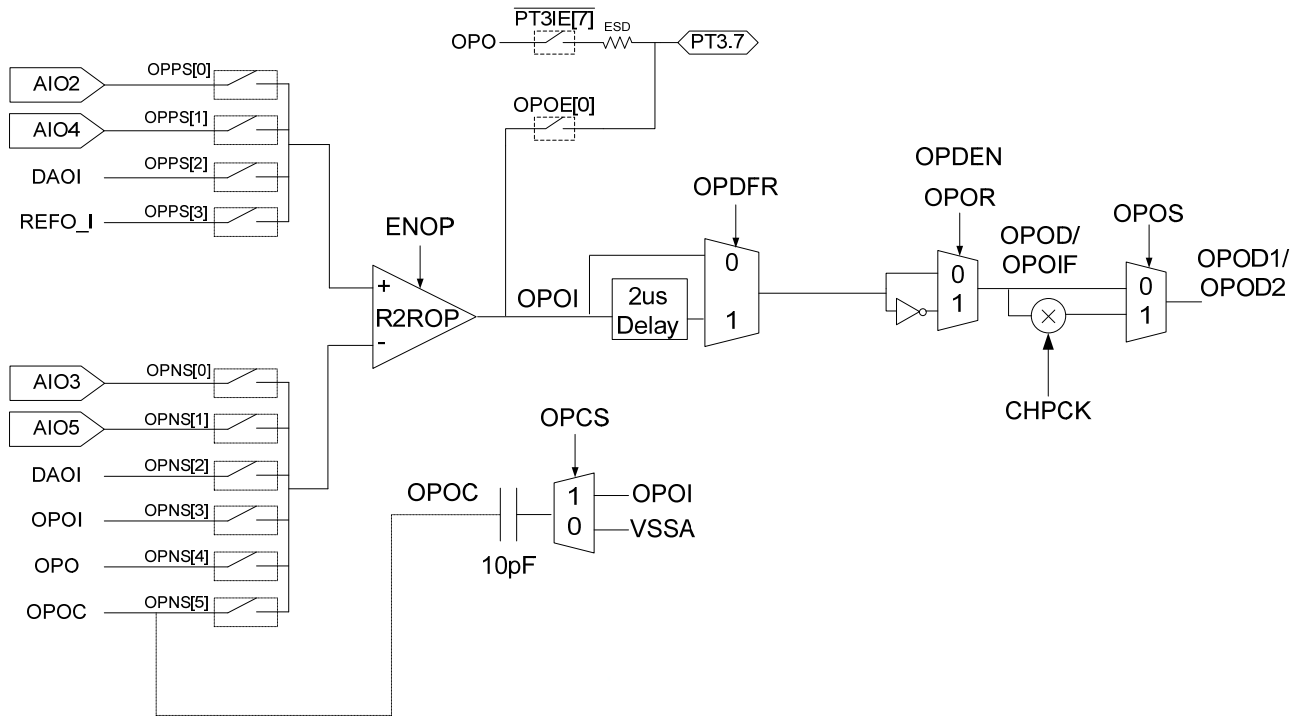 PT3IE[7]
ESD
OPO
PT3.7
OPOE[0]
AIO2
OPPS[0]
AIO4
OPPS[1]
DAOI
OPPS[2]
REFO_I
OPPS[3]
ENOP
+
R2ROP
-
OPOI
2us
Delay
OPDFR
0
1
OPDEN
OPOR
0
1
OPOD/
OPOIF
CHPCK
OPOS
0
1
OPOD1/
OPOD2
AIO3
OPNS[0]
AIO5
OPNS[1]
DAOI
OPNS[2]
OPOI
OPNS[3]
OPO
OPNS[4]
OPOC
OPNS[5]
OPOC
10pF
OPCS
1
0
OPOI
VSSA